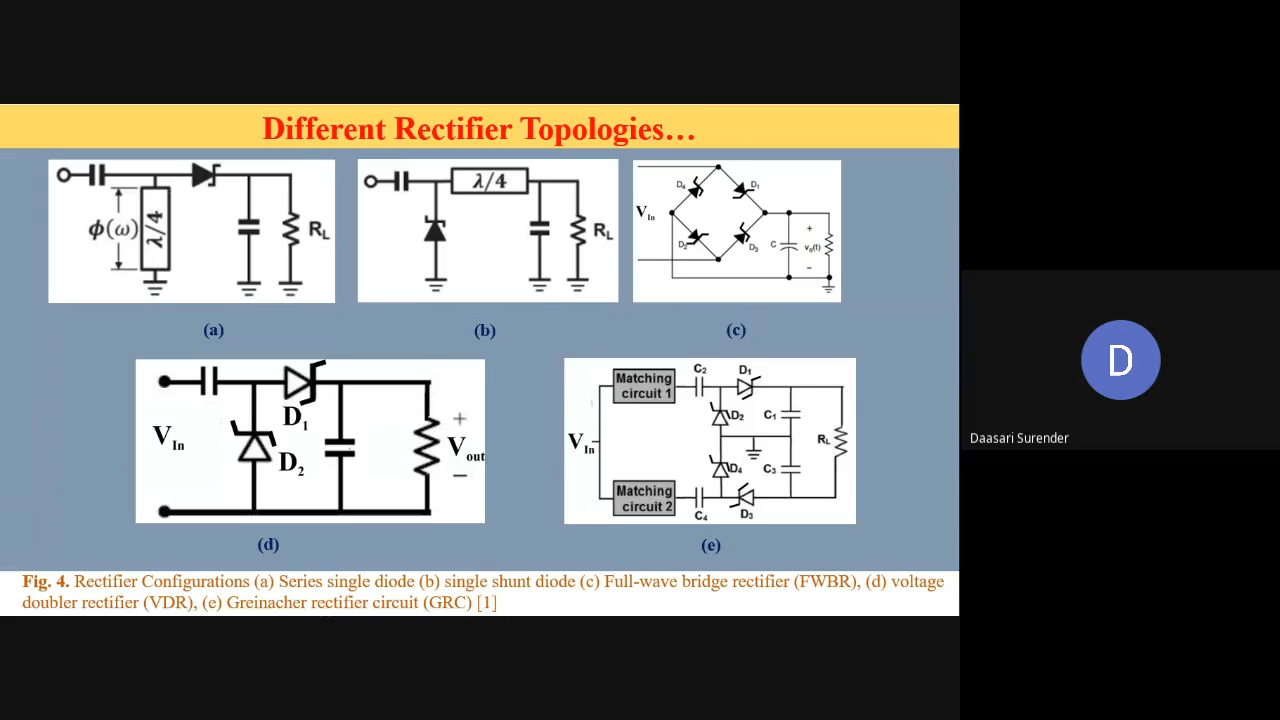 Different Rectifier Topologies…
ϕ(ω)
λ/4
R_L
(a)
λ/4
R_L
(b)
V_In
D₄
D₁
D₂
D₃
C
+
v₀(t)
−
(c)
V_In
D₁
D₂
+
V_out
−
(d)
V_In
Matching
circuit 1
C₂
D₁
D₂
C₁
R_L
D₄
C₃
Matching
circuit 2
C₄
D₃
(e)
Fig. 4. Rectifier Configurations (a) Series single diode (b) single shunt diode (c) Full-wave bridge rectifier (FWBR), (d) voltage
doubler rectifier (VDR), (e) Greinacher rectifier circuit (GRC) [1]
D
Daasari Surender